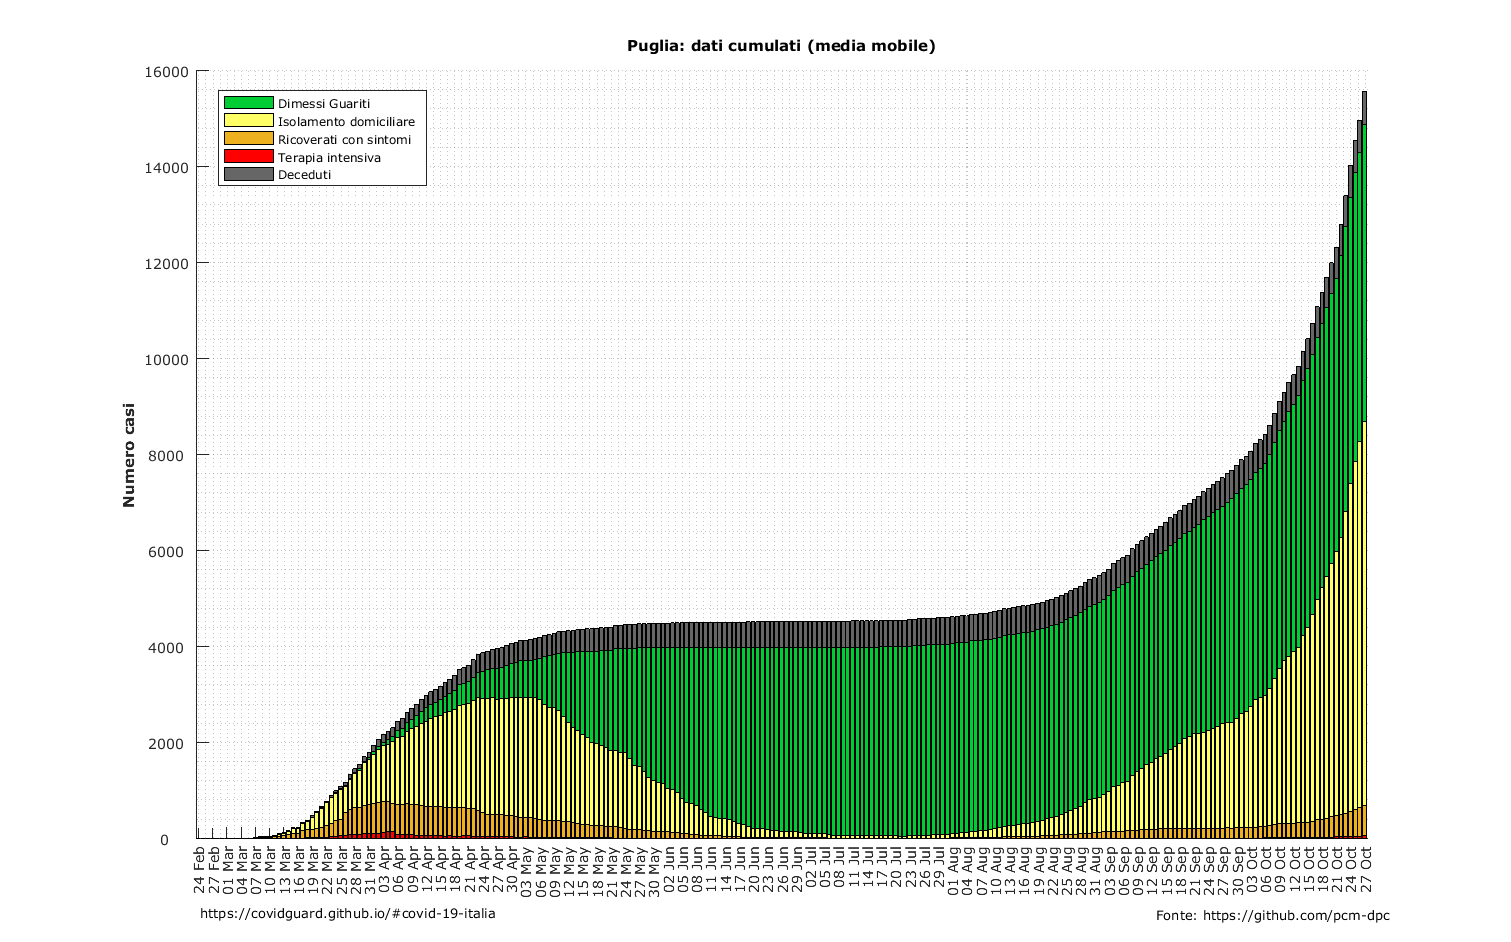 Puglia: dati cumulati (media mobile)
16000
14000
12000
10000
8000
6000
4000
2000
0
Numero casi
Dimessi Guariti
Isolamento domiciliare
Ricoverati con sintomi
Terapia intensiva
Deceduti
24 Feb
27 Feb
01 Mar
04 Mar
07 Mar
10 Mar
13 Mar
16 Mar
19 Mar
22 Mar
25 Mar
28 Mar
31 Mar
03 Apr
06 Apr
09 Apr
12 Apr
15 Apr
18 Apr
21 Apr
24 Apr
27 Apr
30 Apr
03 May
06 May
09 May
12 May
15 May
18 May
21 May
24 May
27 May
30 May
02 Jun
05 Jun
08 Jun
11 Jun
14 Jun
17 Jun
20 Jun
23 Jun
26 Jun
29 Jun
02 Jul
05 Jul
08 Jul
11 Jul
14 Jul
17 Jul
20 Jul
23 Jul
26 Jul
29 Jul
01 Aug
04 Aug
07 Aug
10 Aug
13 Aug
16 Aug
19 Aug
22 Aug
25 Aug
28 Aug
31 Aug
03 Sep
06 Sep
09 Sep
12 Sep
15 Sep
18 Sep
21 Sep
24 Sep
27 Sep
30 Sep
03 Oct
06 Oct
09 Oct
12 Oct
15 Oct
18 Oct
21 Oct
24 Oct
27 Oct
https://covidguard.github.io/#covid-19-italia
Fonte: https://github.com/pcm-dpc